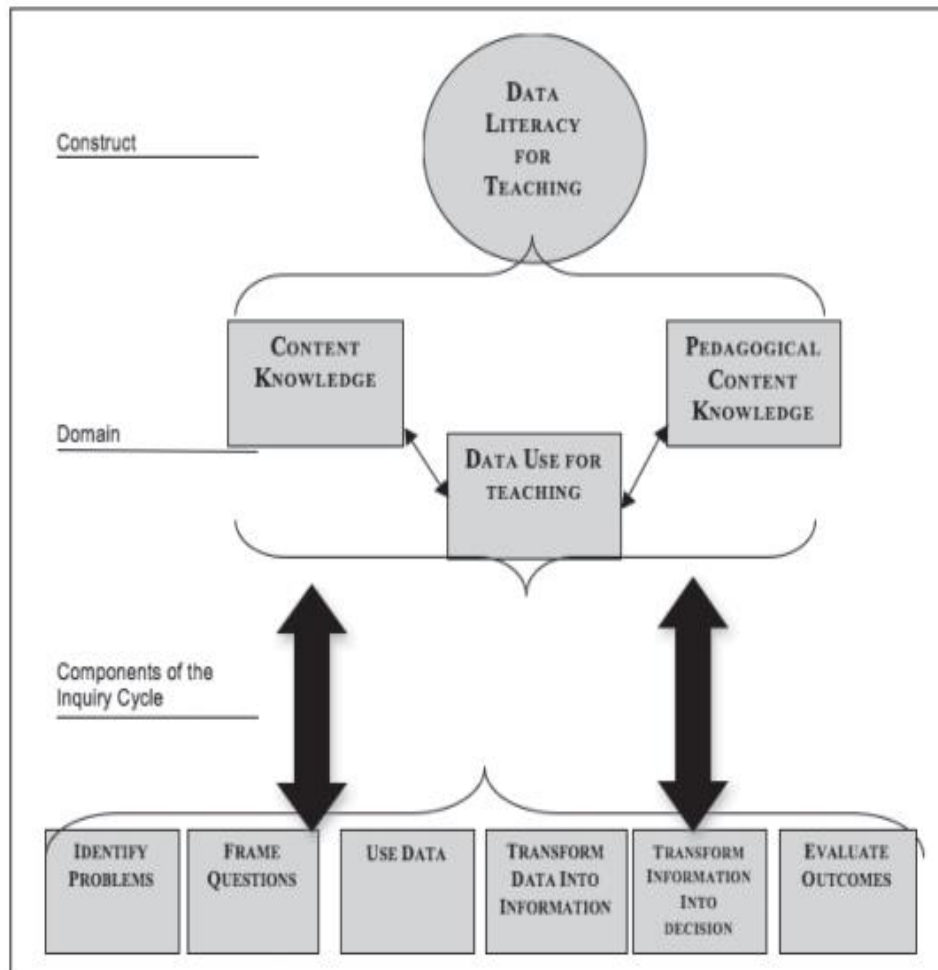 DATA
LITERACY
FOR
TEACHING
Construct
CONTENT
KNOWLEDGE
PEDAGOGICAL
CONTENT
KNOWLEDGE
Domain
DATA USE FOR
TEACHING
Components of the
Inquiry Cycle
IDENTIFY
PROBLEMS
FRAME
QUESTIONS
USE DATA
TRANSFORM
DATA INTO
INFORMATION
TRANSFORM
INFORMATION
INTO
DECISION
EVALUATE
OUTCOMES